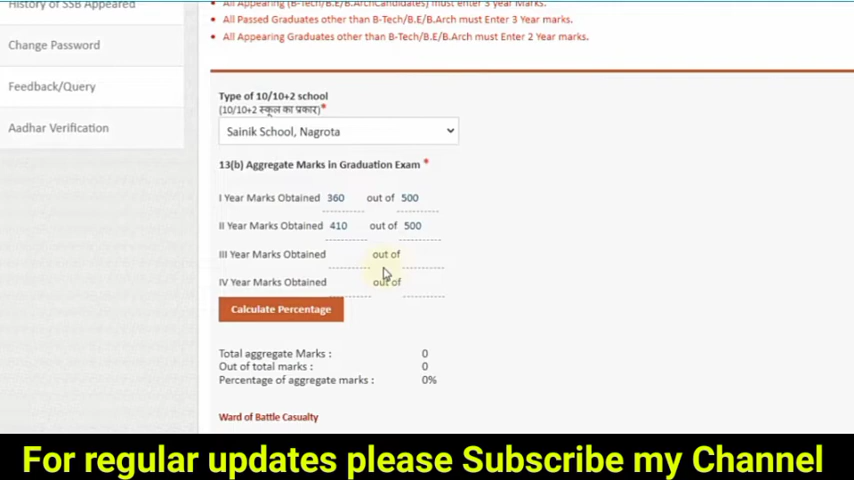 History of SSB Appeared
Change Password
Feedback/Query
Aadhar Verification
All Appearing (B-Tech/B.E/B.ArchCandidates) must enter 3 year Marks.
All Passed Graduates other than B-Tech/B.E/B.Arch must Enter 3 Year marks.
All Appearing Graduates other than B-Tech/B.E/B.Arch must Enter 2 Year marks.
Type of 10/10+2 school
(10/10+2 स्कूल का प्रकार)*
Sainik School, Nagrota
13(b) Aggregate Marks in Graduation Exam *
I Year Marks Obtained 360 out of 500
II Year Marks Obtained 410 out of 500
III Year Marks Obtained out of
IV Year Marks Obtained out of
Calculate Percentage
Total aggregate Marks : 0
Out of total marks : 0
Percentage of aggregate marks : 0%
Ward of Battle Casualty
For regular updates please Subscribe my Channel